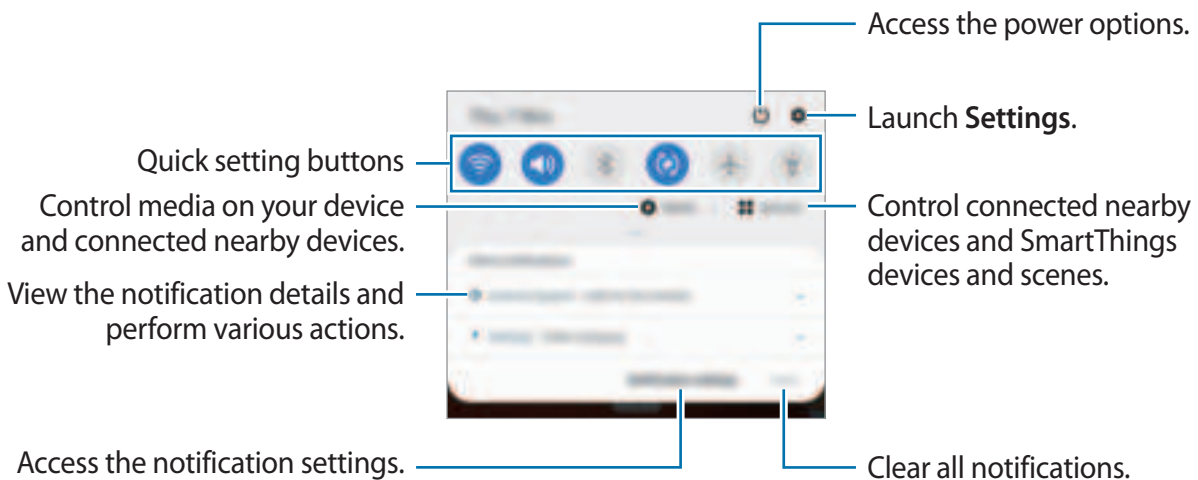 Access the power options.
Launch Settings.
Quick setting buttons
Control media on your device
and connected nearby devices.
Control connected nearby
devices and SmartThings
devices and scenes.
View the notification details and
perform various actions.
Access the notification settings.
Clear all notifications.